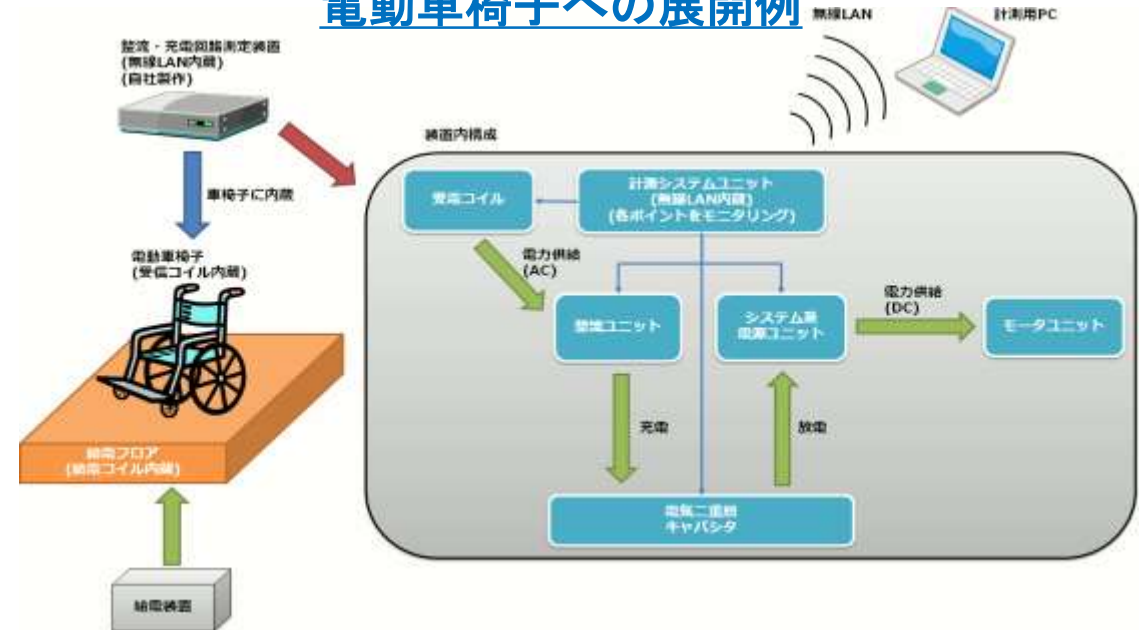 電動車椅子への展開例
無線LAN
計測用PC
整流・充電回路測定装置
(無線LAN内蔵)
(自社製作)
装置内構成
車椅子に内蔵
受電コイル
計測システムユニット
(無線LAN内蔵)
(各ポイントをモニタリング)
電動車椅子
(受信コイル内蔵)
電力供給
(AC)
整流ユニット
システム系
電源ユニット
電力供給
(DC)
モータユニット
充電
放電
給電フロア
(給電コイル内蔵)
電気二重層
キャパシタ
給電装置